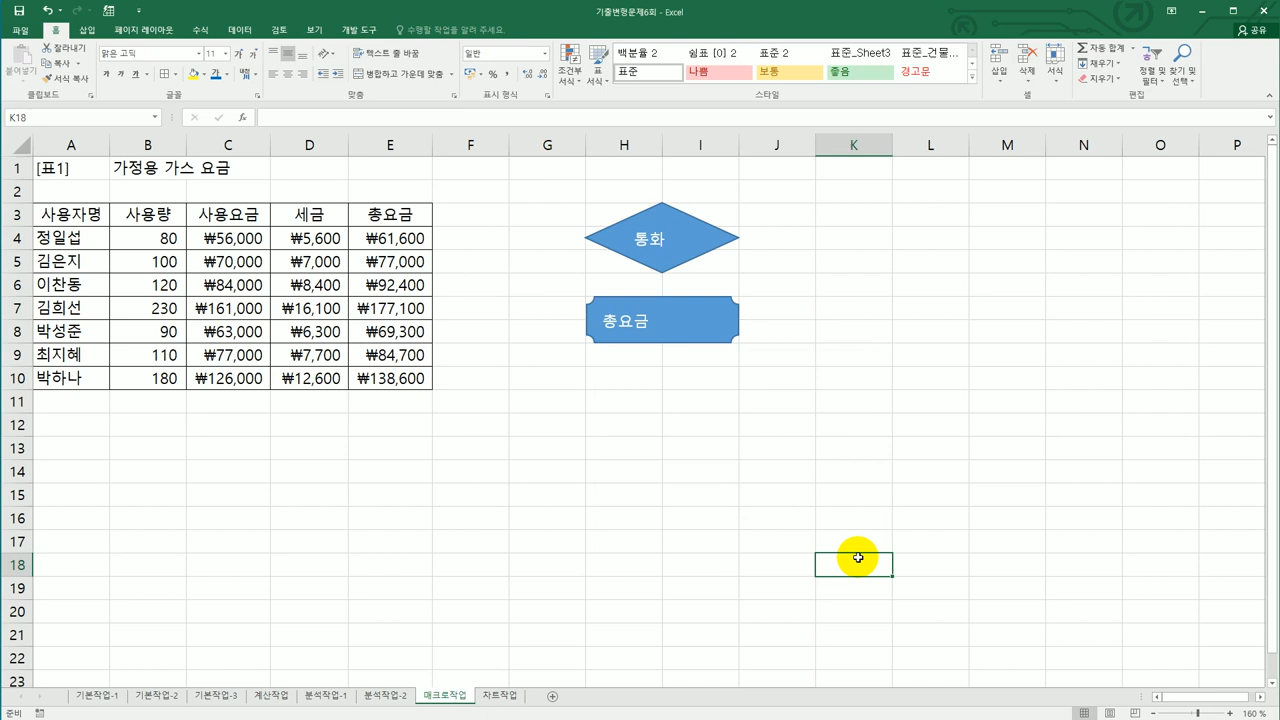 기출변형문제6회 - Excel
파일 홈 삽입 페이지 레이아웃 수식 데이터 검토 보기 개발 도구 수행할 작업을 알려 주세요. 공유
붙여넣기 잘라내기 복사 서식 복사
맑은 고딕 11 가 가
가 가 가 가
텍스트 줄 바꿈
병합하고 가운데 맞춤
일반
%
조건부 서식 표 서식
백분율 2 쉼표 [0] 2 표준 2 표준_Sheet3 표준_건물...
표준 나쁨 보통 좋음 경고문
삽입 삭제 서식
자동 합계 채우기 지우기
정렬 및 필터 찾기 및 선택
클립보드 글꼴 맞춤 표시 형식 스타일 셀 편집
K18 fx
A B C D E F G H I J K L M N O P
1 [표1] 가정용 가스 요금
2
3 사용자명 사용량 사용요금 세금 총요금
4 정일섭 80 ₩56,000 ₩5,600 ₩61,600
통화
5 김은지 100 ₩70,000 ₩7,000 ₩77,000
6 이찬동 120 ₩84,000 ₩8,400 ₩92,400
7 김희선 230 ₩161,000 ₩16,100 ₩177,100
총요금
8 박성준 90 ₩63,000 ₩6,300 ₩69,300
9 최지혜 110 ₩77,000 ₩7,700 ₩84,700
10 박하나 180 ₩126,000 ₩12,600 ₩138,600
11
12
13
14
15
16
17
18
19
20
21
22
23
기본작업-1 기본작업-2 기본작업-3 계산작업 분석작업-1 분석작업-2 매크로작업 차트작업
준비 160 %